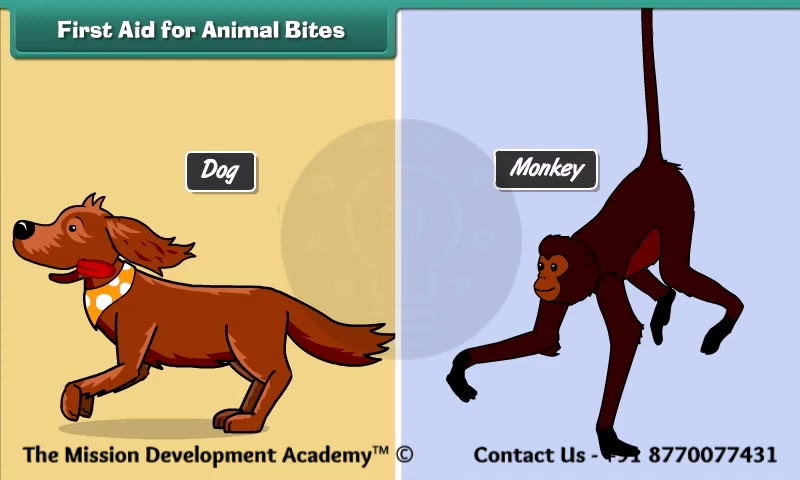 First Aid for Animal Bites
Dog
Monkey
The Mission Development Academy™ ©
Contact Us - +91 8770077431